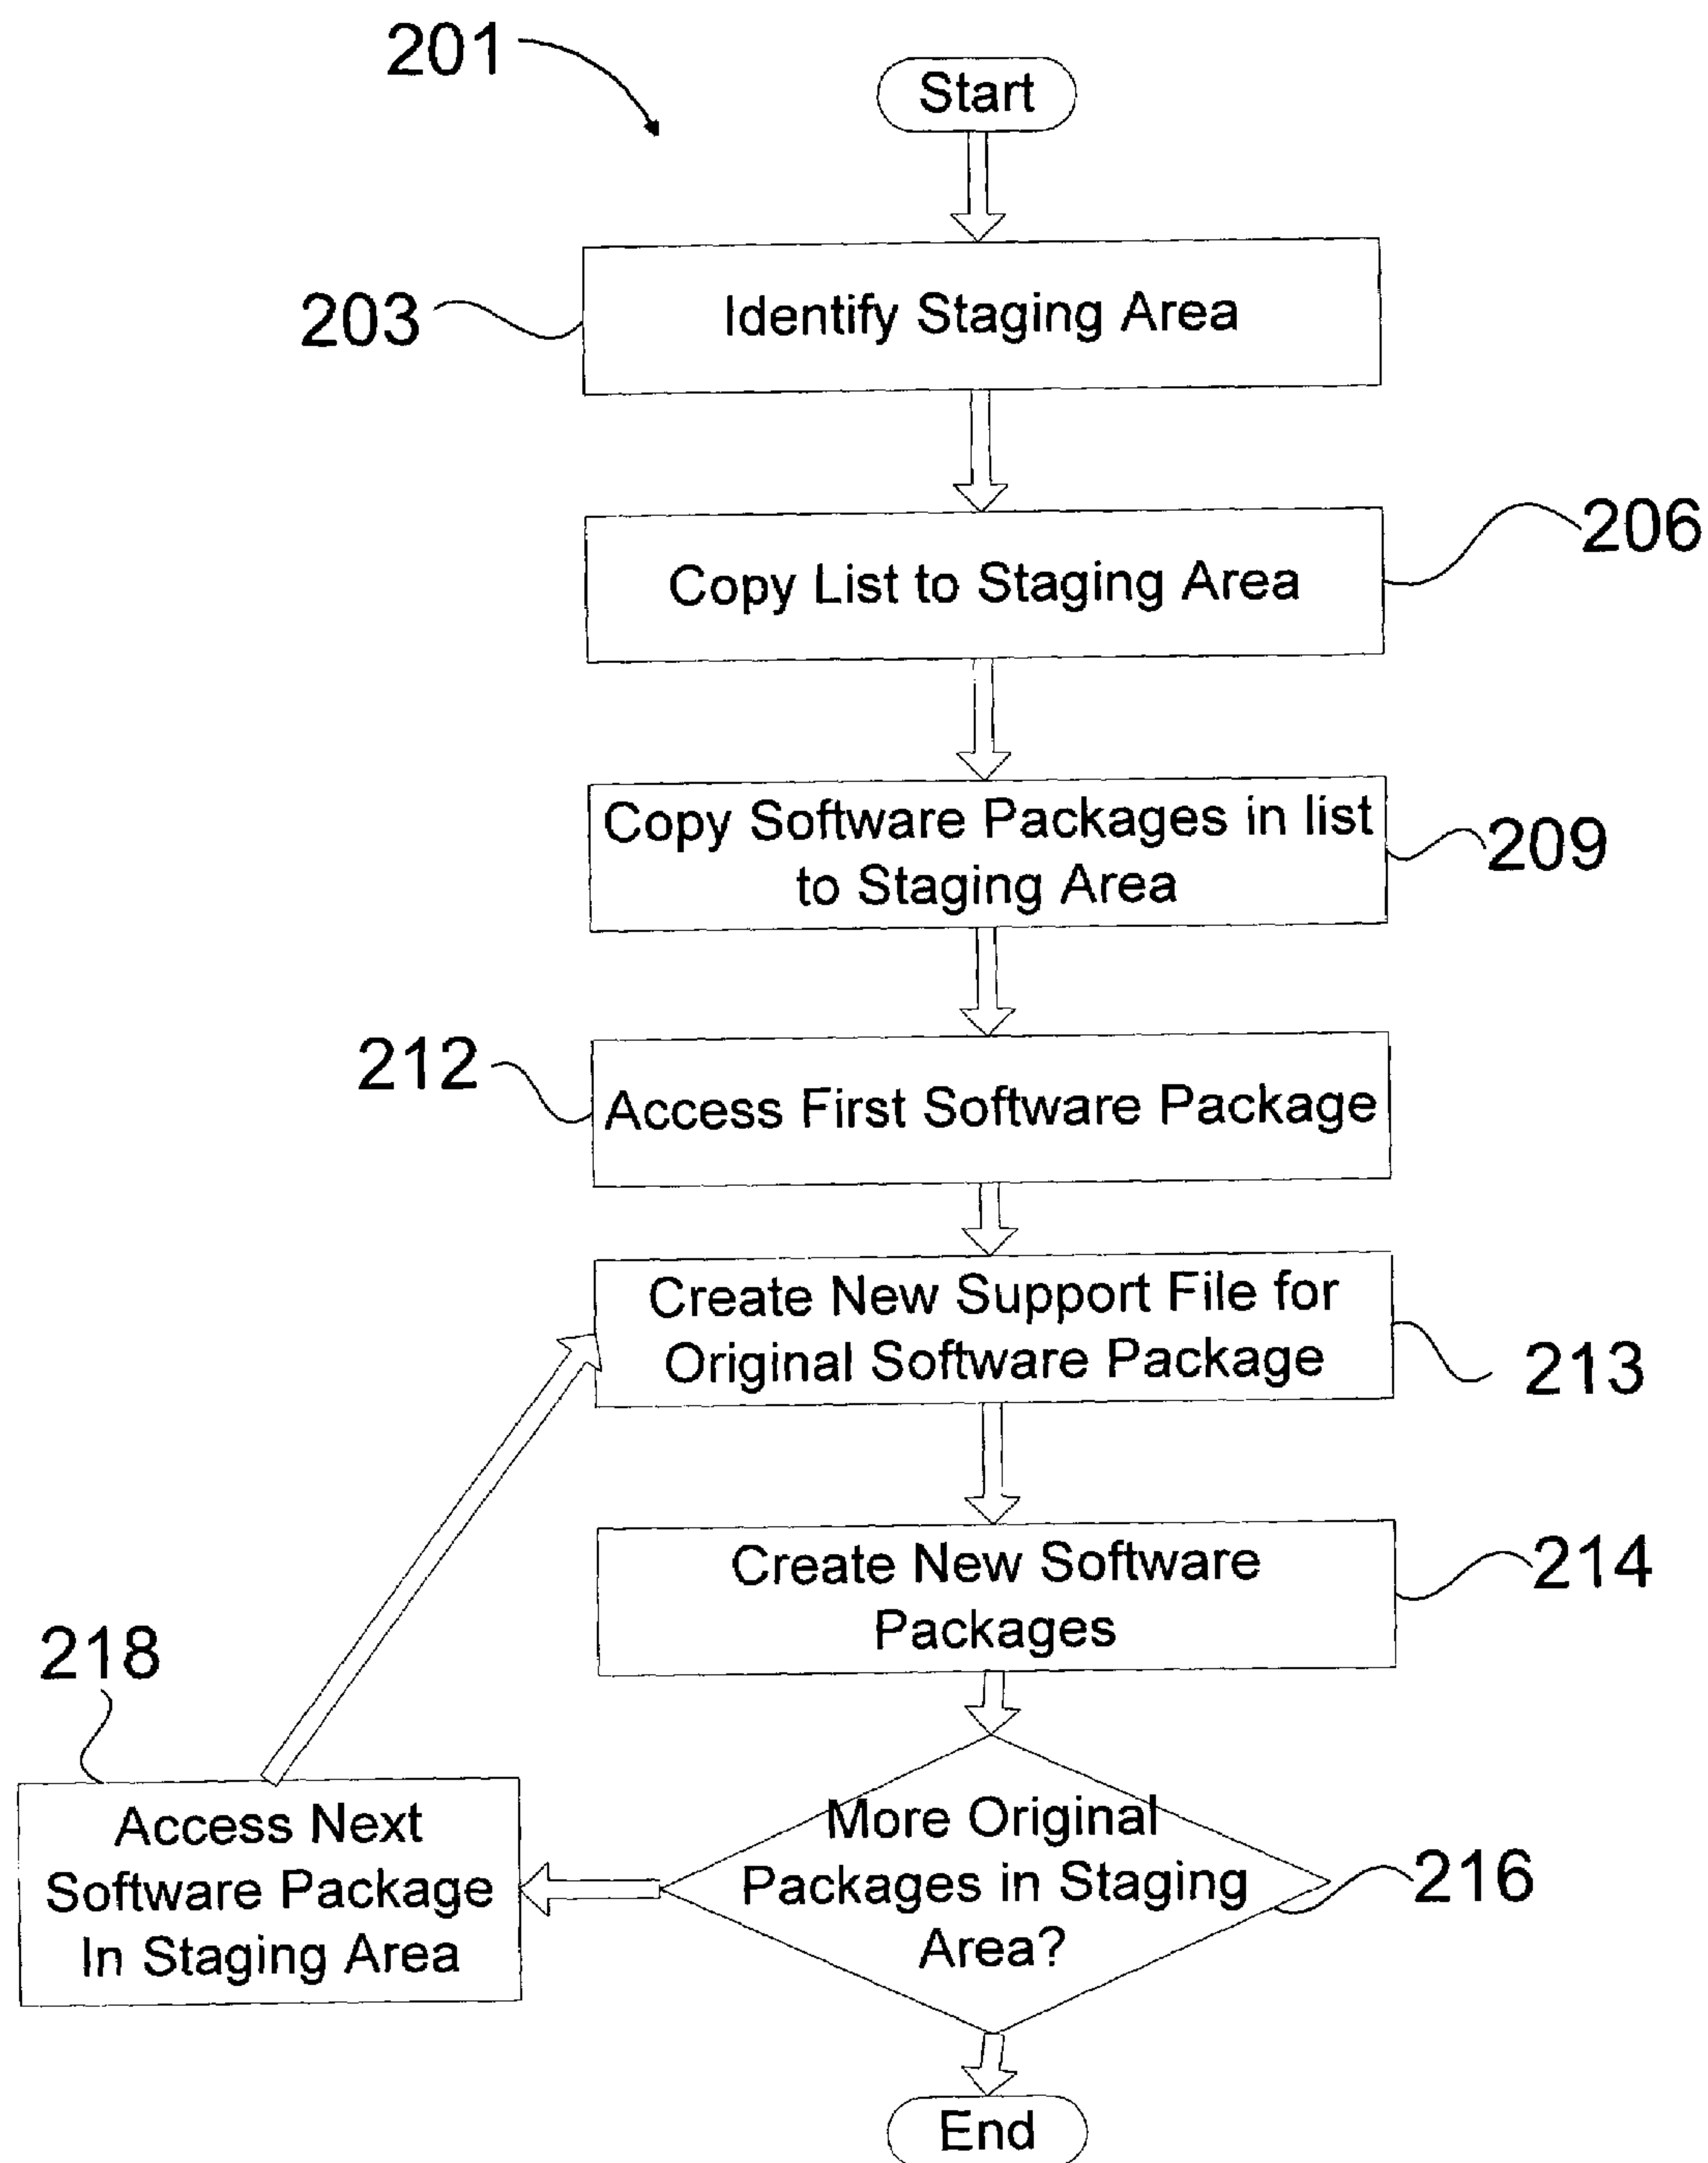 201
Start
203
Identify Staging Area
206
Copy List to Staging Area
Copy Software Packages in list
to Staging Area
209
212
Access First Software Package
Create New Support File for
Original Software Package
213
Create New Software
Packages
214
218
Access Next
Software Package
In Staging Area
More Original
Packages in Staging
Area?
216
End